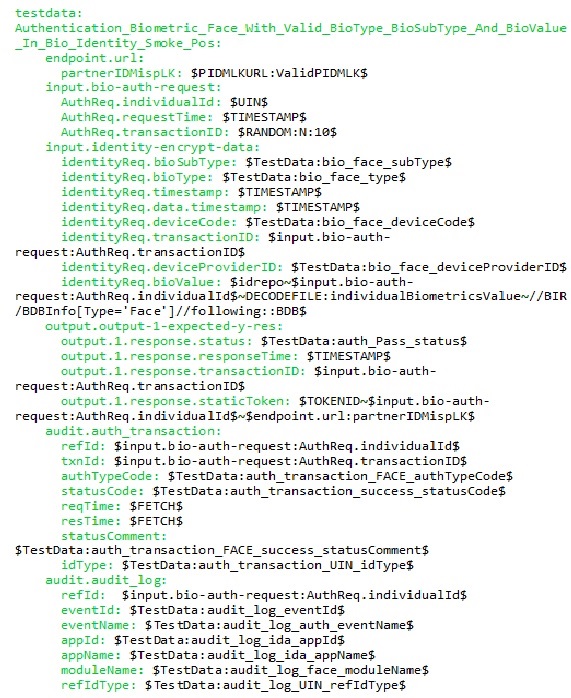 testdata:
Authentication_Biometric_Face_With_Valid_BioType_BioSubType_And_BioValue
_In_Bio_Identity_Smoke_Pos:
endpoint.url:
partnerIDMispLK: $PIDMLKURL:ValidPIDMLK$
input.bio-auth-request:
AuthReq.individualId: $UIN$
AuthReq.requestTime: $TIMESTAMP$
AuthReq.transactionID: $RANDOM:N:10$
input.identity-encrypt-data:
identityReq.bioSubType: $TestData:bio_face_subType$
identityReq.bioType: $TestData:bio_face_type$
identityReq.timestamp: $TIMESTAMP$
identityReq.data.timestamp: $TIMESTAMP$
identityReq.deviceCode: $TestData:bio_face_deviceCode$
identityReq.transactionID: $input.bio-auth-
request:AuthReq.transactionID$
identityReq.deviceProviderID: $TestData:bio_face_deviceProviderID$
identityReq.bioValue: $idrepo~$input.bio-auth-
request:AuthReq.individualId$~DECODEFILE:individualBiometricsValue~//BIR
/BDBInfo[Type='Face']//following::BDB$
output.output-1-expected-y-res:
output.1.response.status: $TestData:auth_Pass_status$
output.1.response.responseTime: $TIMESTAMP$
output.1.response.transactionID: $input.bio-auth-
request:AuthReq.transactionID$
output.1.response.staticToken: $TOKENID~$input.bio-auth-
request:AuthReq.individualId$~$endpoint.url:partnerIDMispLK$
audit.auth_transaction:
refId: $input.bio-auth-request:AuthReq.individualId$
txnId: $input.bio-auth-request:AuthReq.transactionID$
authTypeCode: $TestData:auth_transaction_FACE_authTypeCode$
statusCode: $TestData:auth_transaction_success_statusCode$
reqTime: $FETCH$
resTime: $FETCH$
statusComment:
$TestData:auth_transaction_FACE_success_statusComment$
idType: $TestData:auth_transaction_UIN_idType$
audit.audit_log:
refId:  $input.bio-auth-request:AuthReq.individualId$
eventId: $TestData:audit_log_eventId$
eventName: $TestData:audit_log_auth_eventName$
appId: $TestData:audit_log_ida_appId$
appName: $TestData:audit_log_ida_appName$
moduleName: $TestData:audit_log_face_moduleName$
refIdType: $TestData:audit_log_UIN_refIdType$